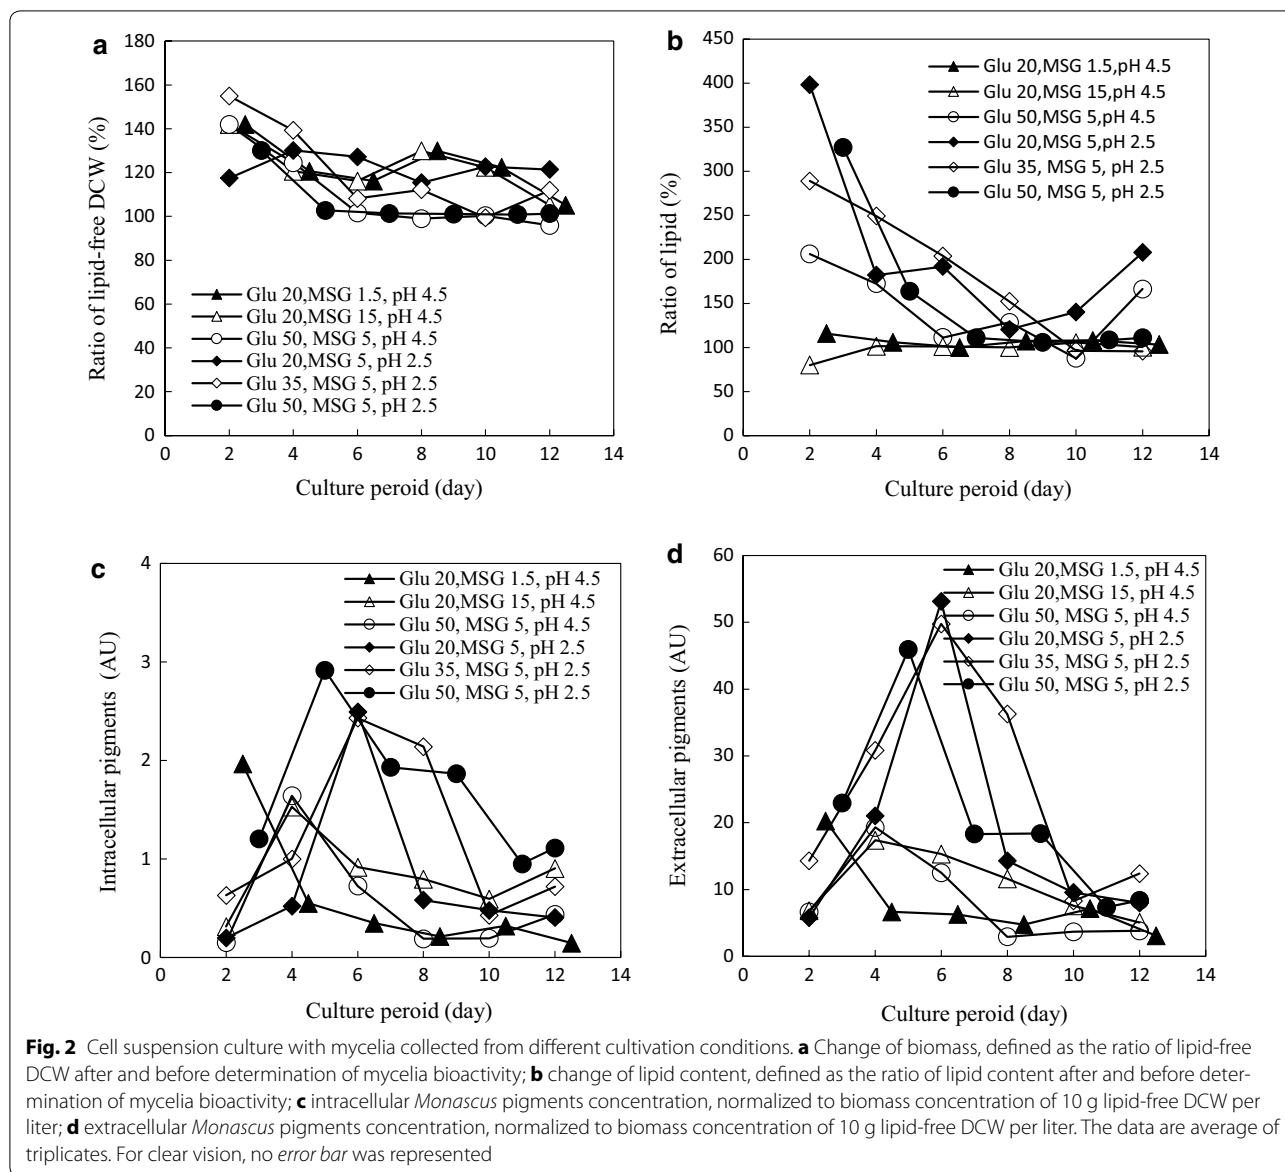 a
180
160
140
120
100
80
60
40
20
0
Ratio of lipid-free DCW (%)
Glu 20,MSG 1.5, pH 4.5
Glu 20,MSG 15, pH 4.5
Glu 50, MSG 5, pH 4.5
Glu 20,MSG 5, pH 2.5
Glu 35, MSG 5, pH 2.5
Glu 50, MSG 5, pH 2.5
0 2 4 6 8 10 12 14
Culture peroid (day)
b
450
400
350
300
250
200
150
100
50
0
Ratio of lipid (%)
Glu 20,MSG 1.5,pH 4.5
Glu 20,MSG 15,pH 4.5
Glu 50,MSG 5,pH 4.5
Glu 20,MSG 5,pH 2.5
Glu 35, MSG 5, pH 2.5
Glu 50, MSG 5, pH 2.5
0 2 4 6 8 10 12 14
Culture peroid (day)
c
4
3
2
1
0
Intracellular pigments (AU)
Glu 20,MSG 1.5, pH 4.5
Glu 20,MSG 15, pH 4.5
Glu 50, MSG 5, pH 4.5
Glu 20,MSG 5, pH 2.5
Glu 35, MSG 5, pH 2.5
Glu 50, MSG 5, pH 2.5
0 2 4 6 8 10 12 14
Culture peroid (day)
d
60
50
40
30
20
10
0
Extracellular pigments (AU)
Glu 20,MSG 1.5, pH 4.5
Glu 20,MSG 15, pH 4.5
Glu 50, MSG 5, pH 4.5
Glu 20,MSG 5, pH 2.5
Glu 35, MSG 5, pH 2.5
Glu 50, MSG 5, pH 2.5
0 2 4 6 8 10 12 14
Culture peroid (day)
Fig. 2 Cell suspension culture with mycelia collected from different cultivation conditions. a Change of biomass, defined as the ratio of lipid-free
DCW after and before determination of mycelia bioactivity; b change of lipid content, defined as the ratio of lipid content after and before deter-
mination of mycelia bioactivity; c intracellular Monascus pigments concentration, normalized to biomass concentration of 10 g lipid-free DCW per
liter; d extracellular Monascus pigments concentration, normalized to biomass concentration of 10 g lipid-free DCW per liter. The data are average of
triplicates. For clear vision, no error bar was represented